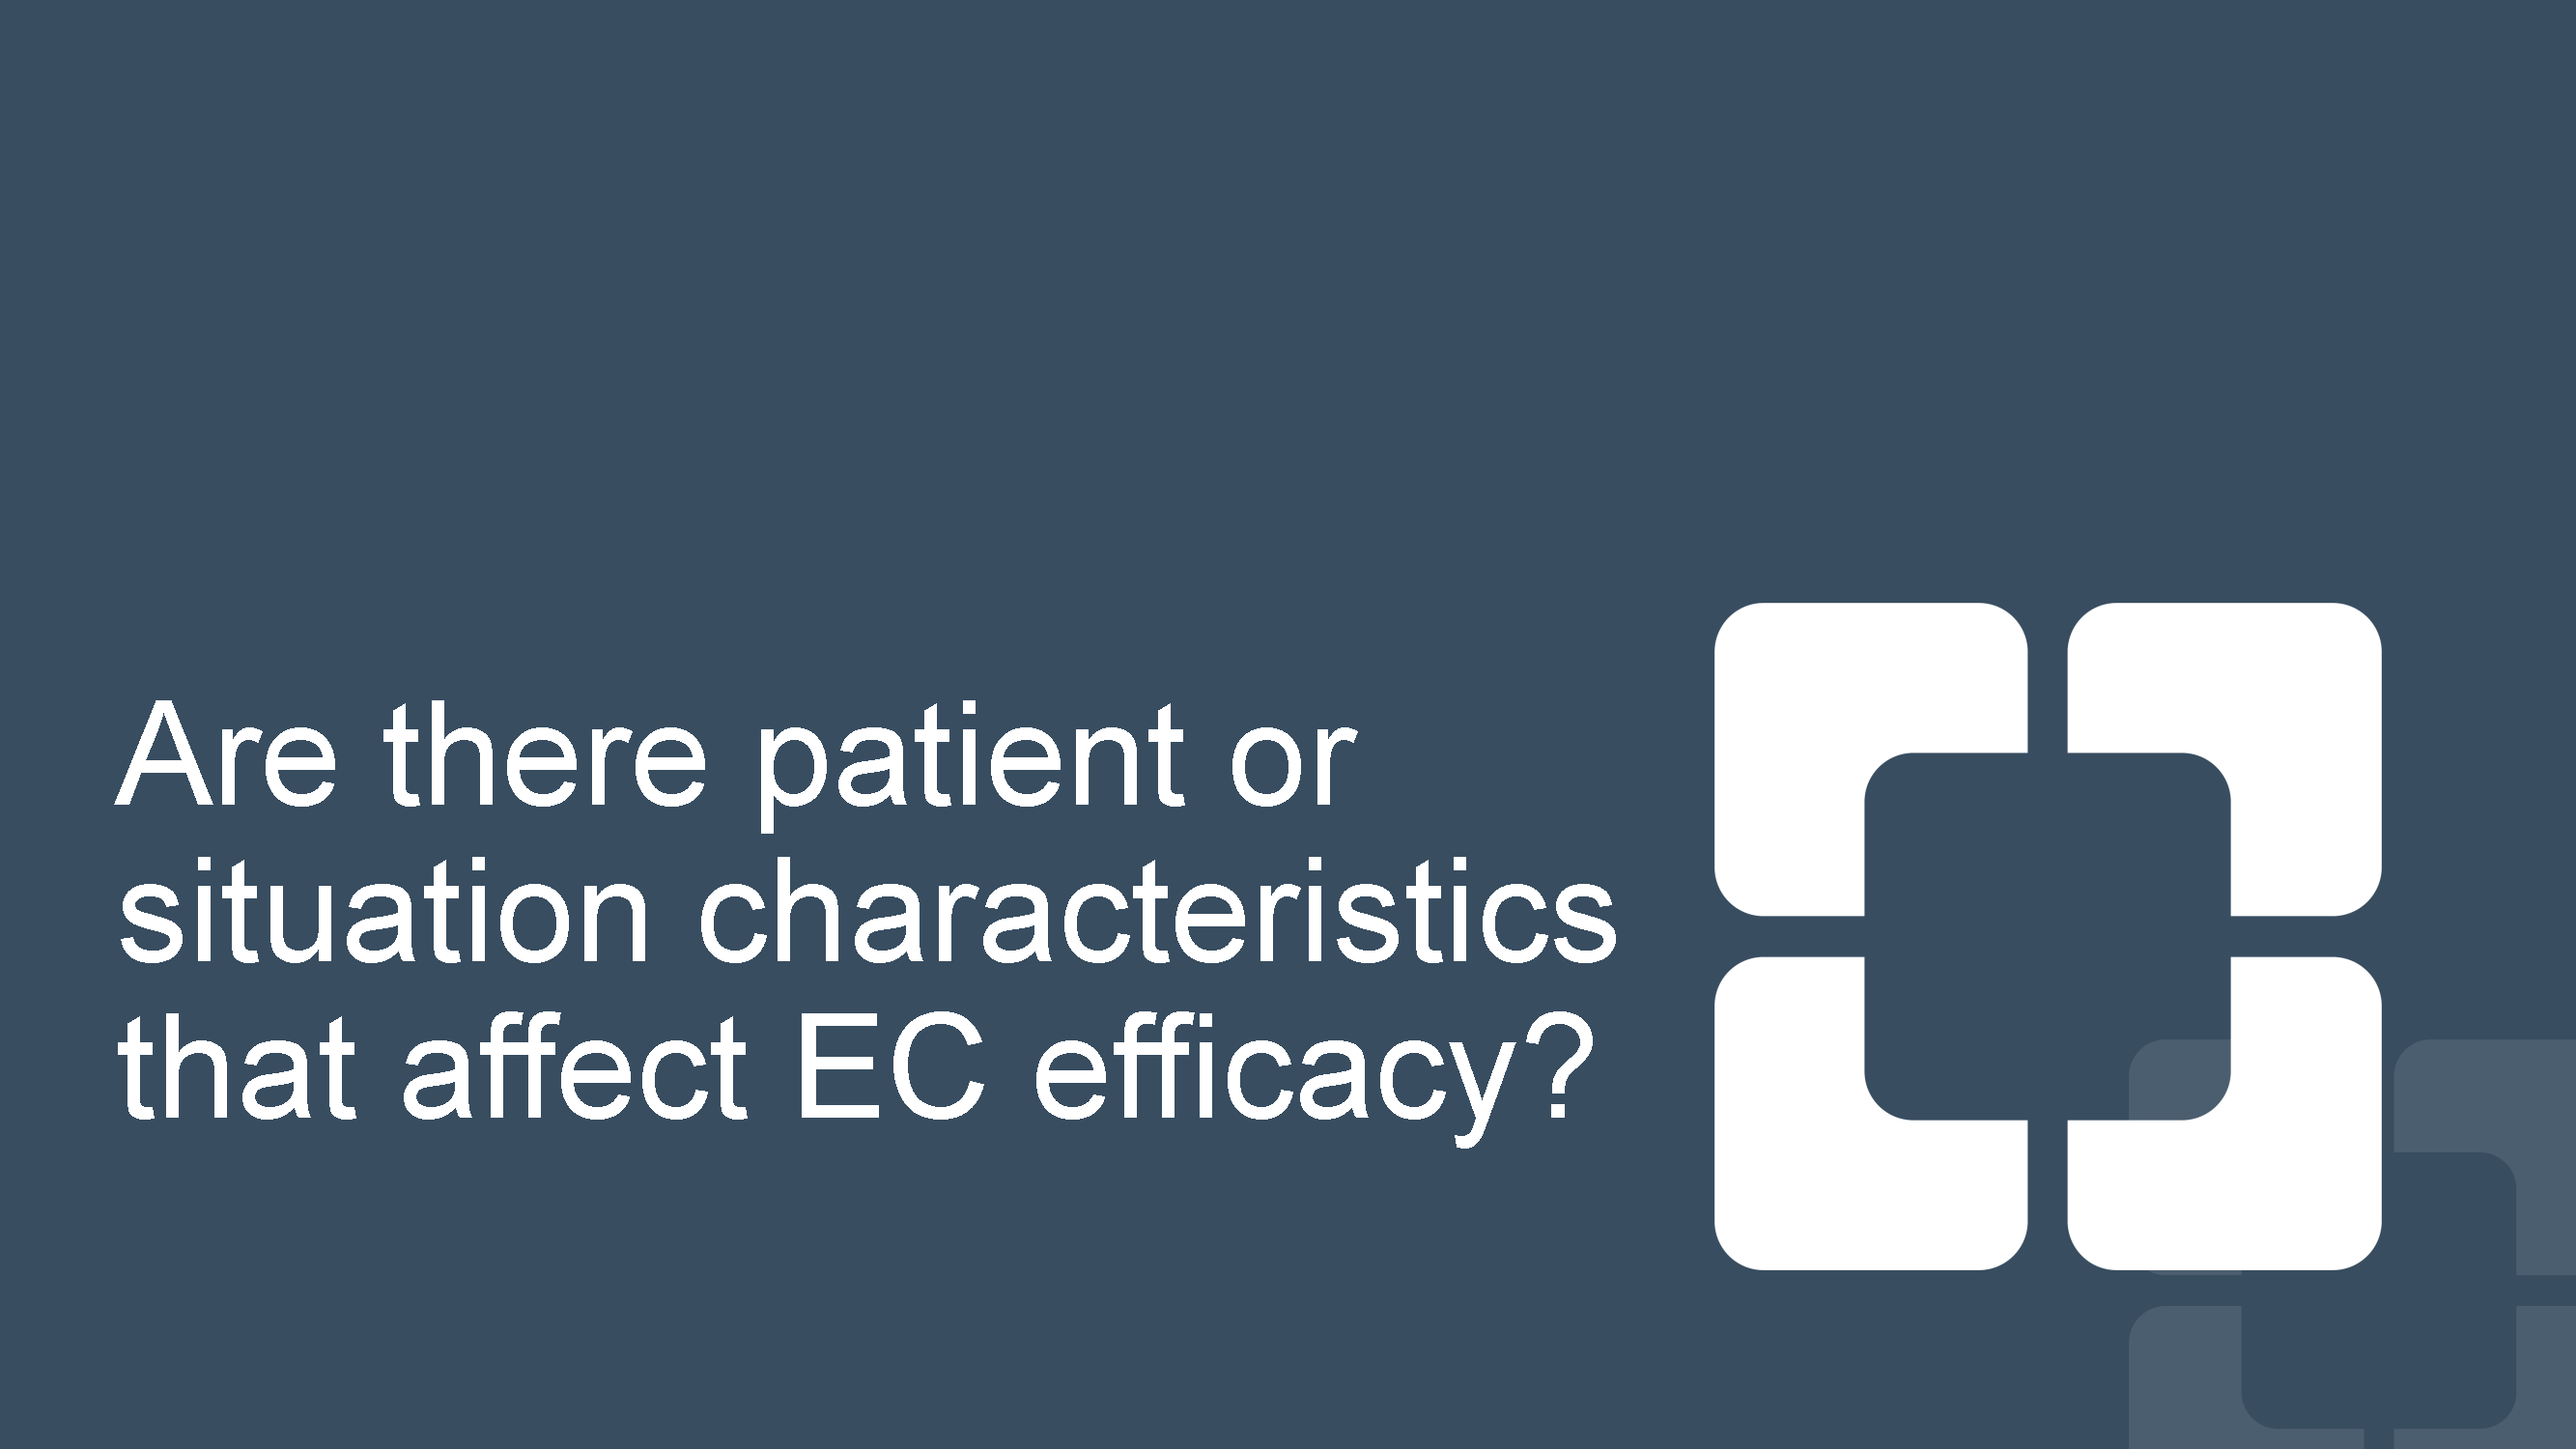 Are there patient or
situation characteristics
that affect EC efficacy?